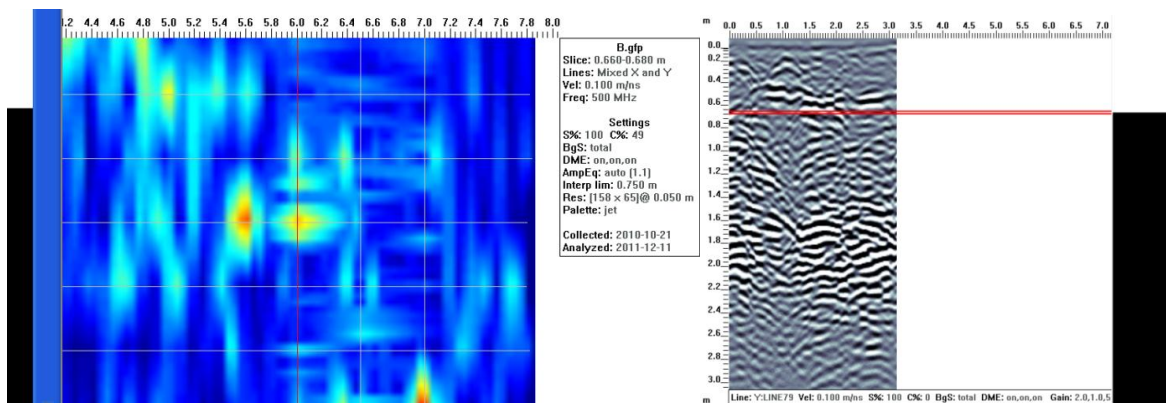 4.2 4.4 4.6 4.8 5.0 5.2 5.4 5.6 5.8 6.0 6.2 6.4 6.6 6.8 7.0 7.2 7.4 7.6 7.8 8.0
B.gfp
Slice: 0.660-0.680 m
Lines: Mixed X and Y
Vel: 0.100 m/ns
Freq: 500 MHz
Settings
S%: 100 C%: 49
BgS: total
DME: on,on,on
AmpEq: auto (1.1)
Interp lim: 0.750 m
Res: [158 x 65]@ 0.050 m
Palette: jet
Collected: 2010-10-21
Analyzed: 2011-12-11
m 0.0 0.5 1.0 1.5 2.0 2.5 3.0 3.5 4.0 4.5 5.0 5.5 6.0 6.5 7.0 m
0.0
0.2
0.4
0.6
0.8
1.0
1.2
1.4
1.6
1.8
2.0
2.2
2.4
2.6
2.8
3.0
m
Line: Y:LINE79 Vel: 0.100 m/ns S%: 100 C%: 0 BgS: total DME: on,on,on Gain: 2.0,1.0,5